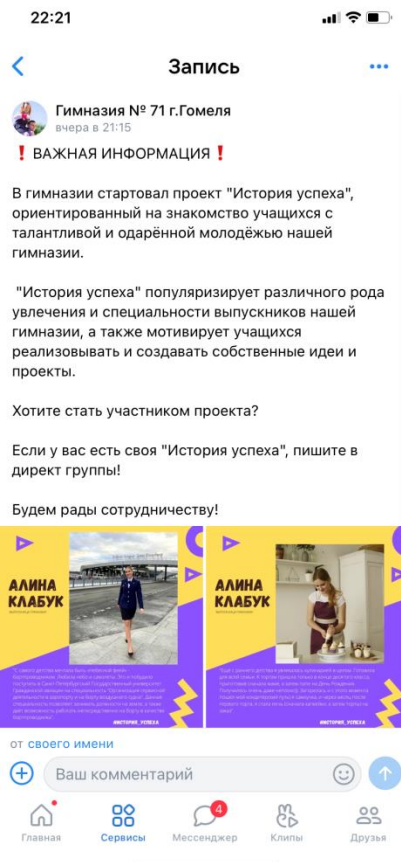 22:21
Запись
Гимназия № 71 г.Гомеля
вчера в 21:15
❗ ВАЖНАЯ ИНФОРМАЦИЯ ❗
В гимназии стартовал проект "История успеха",
ориентированный на знакомство учащихся с
талантливой и одарённой молодёжью нашей
гимназии.
"История успеха" популяризирует различного рода
увлечения и специальности выпускников нашей
гимназии, а также мотивирует учащихся
реализовывать и создавать собственные идеи и
проекты.
Хотите стать участником проекта?
Если у вас есть своя "История успеха", пишите в
директ группы!
Будем рады сотрудничеству!
АЛИНА
КЛАБУК
#ИСТОРИЯ_УСПЕХА
АЛИНА
КЛАБУК
#ИСТОРИЯ_УСПЕХА
от своего имени
Ваш комментарий
4
Главная
Сервисы
Мессенджер
Клипы
Друзья